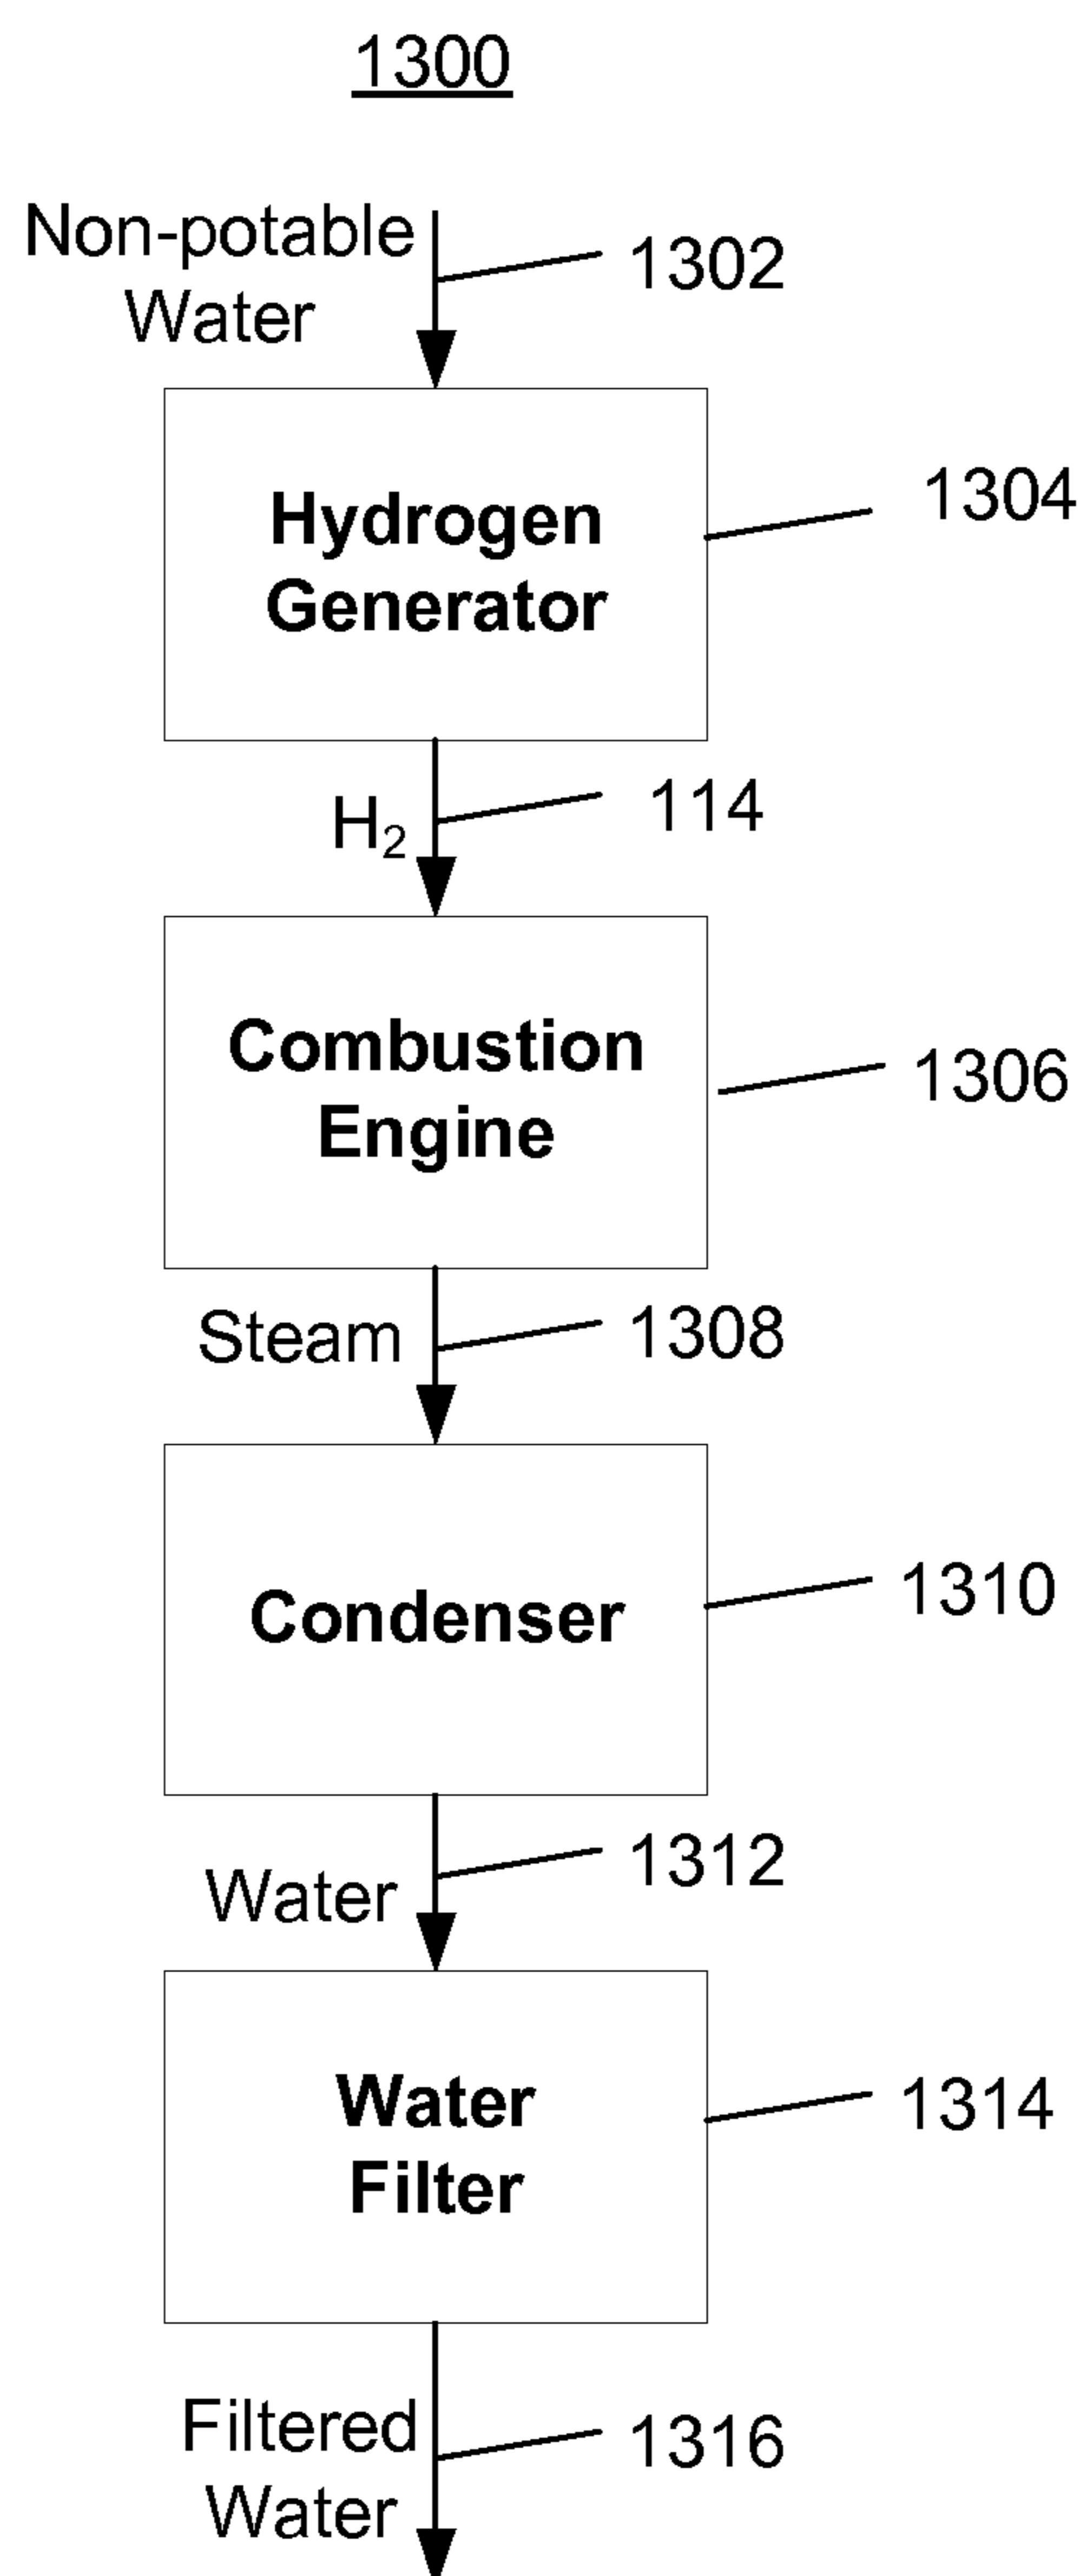 1300
Non-potable
Water
1302
Hydrogen
Generator
1304
H₂
114
Combustion
Engine
1306
Steam
1308
Condenser
1310
Water
1312
Water
Filter
1314
Filtered
Water
1316